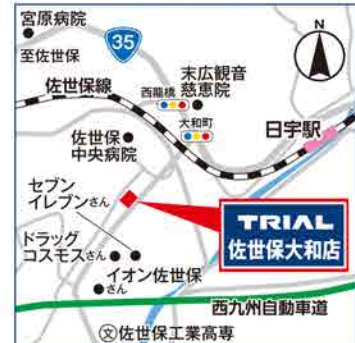 宮原病院
至佐世保
35
N
佐世保線
末広観音
慈恵院
西龍橋
大和町
日宇駅
佐世保
中央病院
セブン
イレブンさん
TRIAL
佐世保大和店
ドラッグ
コスモスさん
イオン佐世保
さん
西九州自動車道
文佐世保工業高専